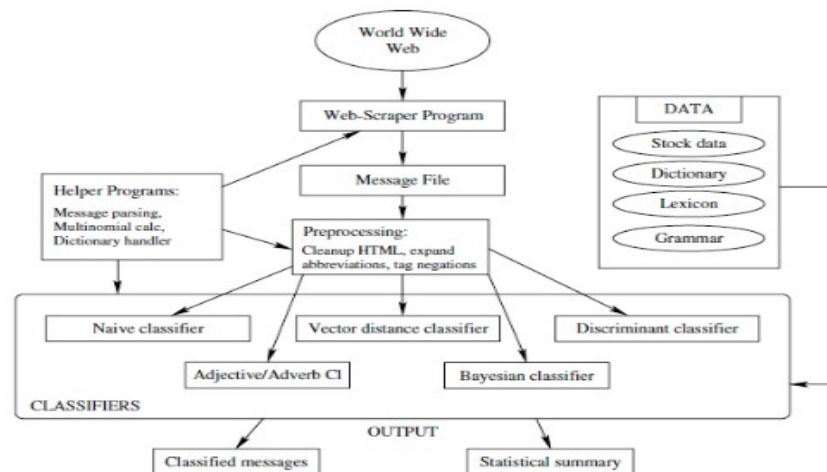 World Wide
Web
Web-Scraper Program
Message File
Helper Programs:
Message parsing,
Multinomial calc,
Dictionary handler
Preprocessing:
Cleanup HTML, expand
abbreviations, tag negations
DATA
Stock data
Dictionary
Lexicon
Grammar
Naive classifier
Vector distance classifier
Discriminant classifier
Adjective/Adverb Cl
Bayesian classifier
CLASSIFIERS
OUTPUT
Classified messages
Statistical summary